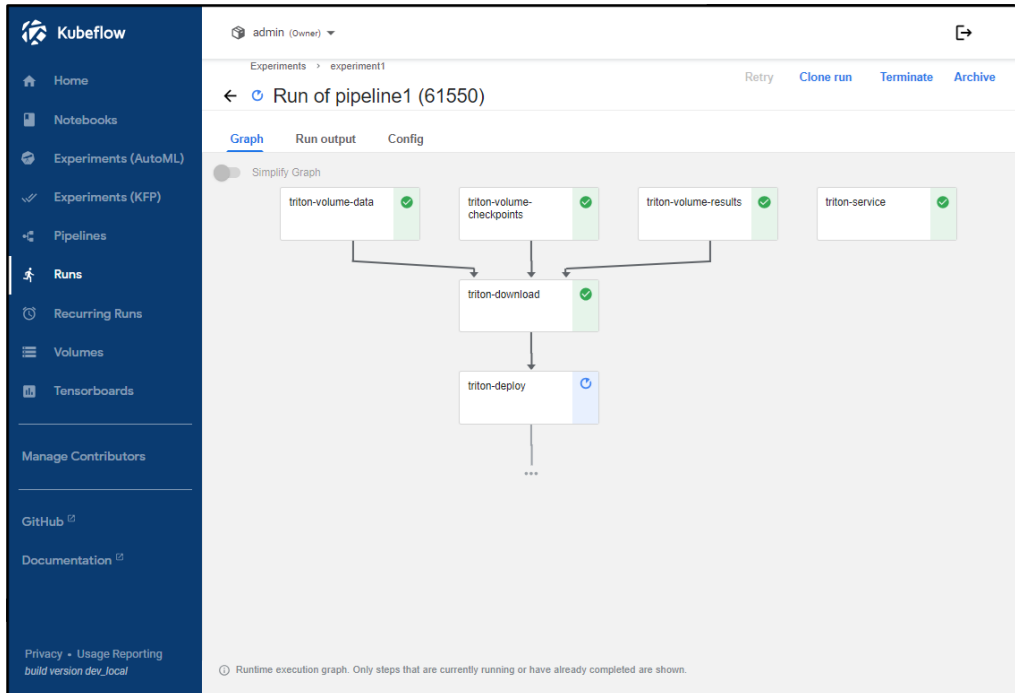 Kubeflow
Home
Notebooks
Experiments (AutoML)
Experiments (KFP)
Pipelines
Runs
Recurring Runs
Volumes
Tensorboards
Manage Contributors
GitHub
Documentation
Privacy • Usage Reporting
build version dev_local
admin (Owner)
Experiments > experiment1
Run of pipeline1 (61550)
Retry Clone run Terminate Archive
Graph Run output Config
Simplify Graph
triton-volume-data
triton-volume-
checkpoints
triton-volume-results
triton-service
triton-download
triton-deploy
...
Runtime execution graph. Only steps that are currently running or have already completed are shown.